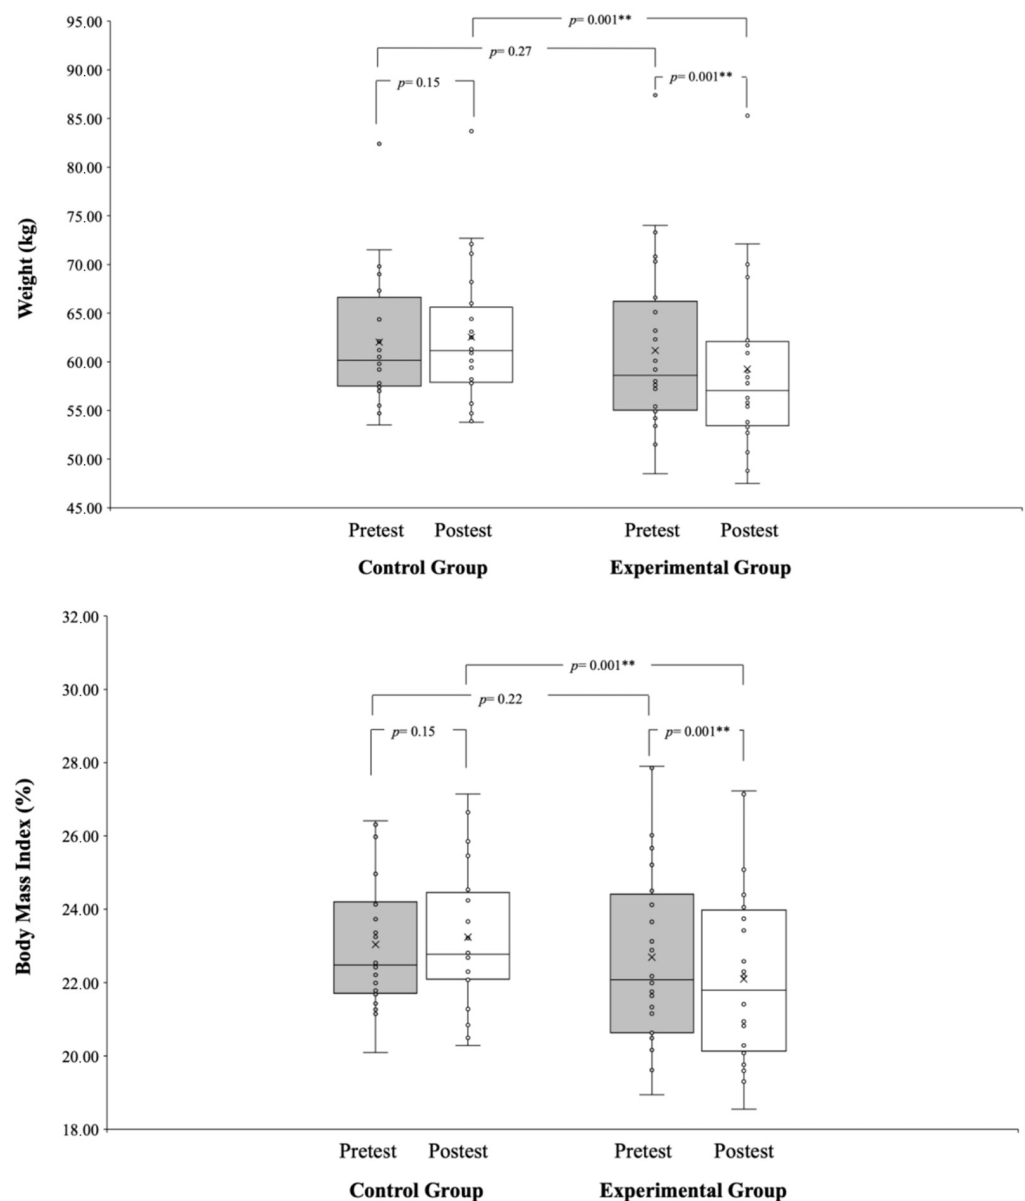 95.00
p= 0.001**
90.00
p= 0.27
p= 0.15
p= 0.001**
85.00
80.00
75.00
70.00
65.00
60.00
55.00
50.00
45.00
Weight (kg)
Pretest Postest Pretest Postest
Control Group Experimental Group
32.00
p= 0.001**
30.00
p= 0.22
p= 0.15
p= 0.001**
28.00
26.00
24.00
22.00
20.00
18.00
Body Mass Index (%)
Pretest Postest Pretest Postest
Control Group Experimental Group